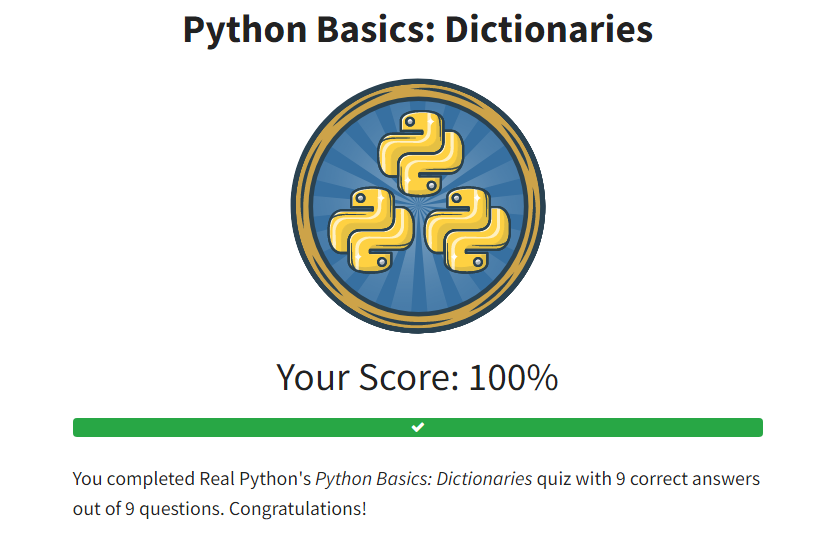 Python Basics: Dictionaries
Your Score: 100%
You completed Real Python's Python Basics: Dictionaries quiz with 9 correct answers
out of 9 questions. Congratulations!